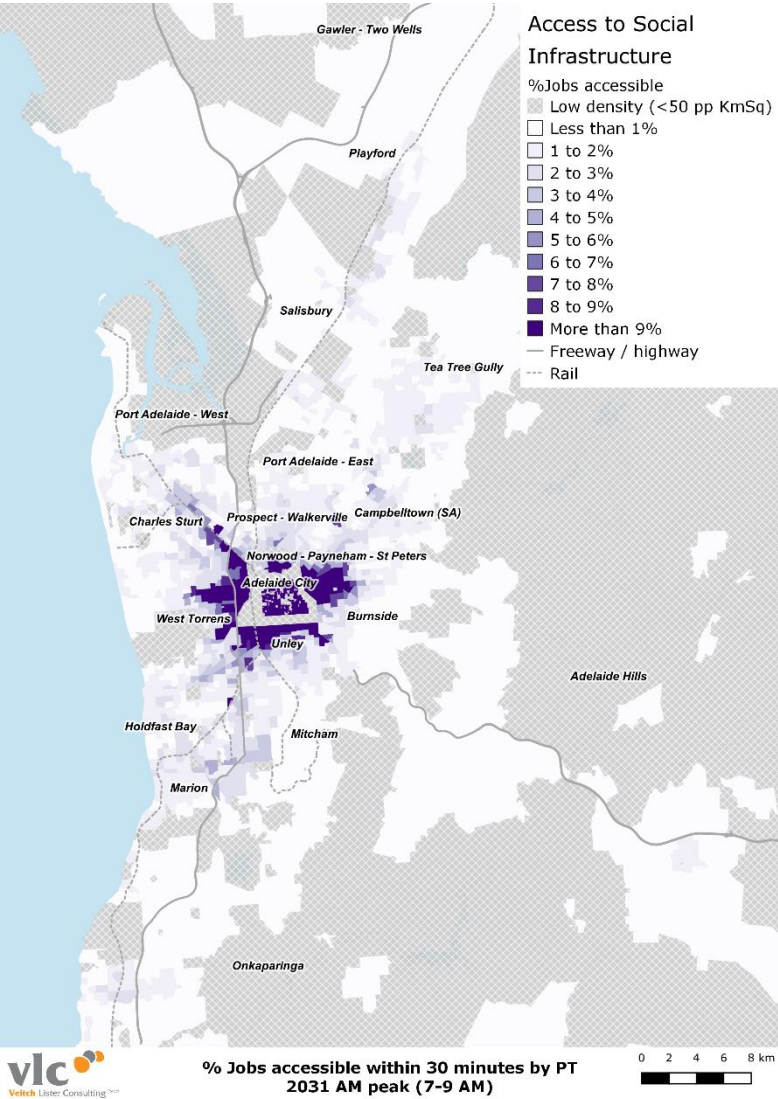 Access to Social
Infrastructure
%Jobs accessible
Low density (<50 pp KmSq)
Less than 1%
1 to 2%
2 to 3%
3 to 4%
4 to 5%
5 to 6%
6 to 7%
7 to 8%
8 to 9%
More than 9%
Freeway / highway
Rail
Gawler - Two Wells
Playford
Salisbury
Tea Tree Gully
Port Adelaide - West
Port Adelaide - East
Charles Sturt
Prospect - Walkerville
Campbelltown (SA)
Norwood - Payneham - St Peters
Adelaide City
West Torrens
Burnside
Unley
Adelaide Hills
Holdfast Bay
Mitcham
Marion
Onkaparinga
vlc
Veitch Lister Consulting
% Jobs accessible within 30 minutes by PT
2031 AM peak (7-9 AM)
0 2 4 6 8 km